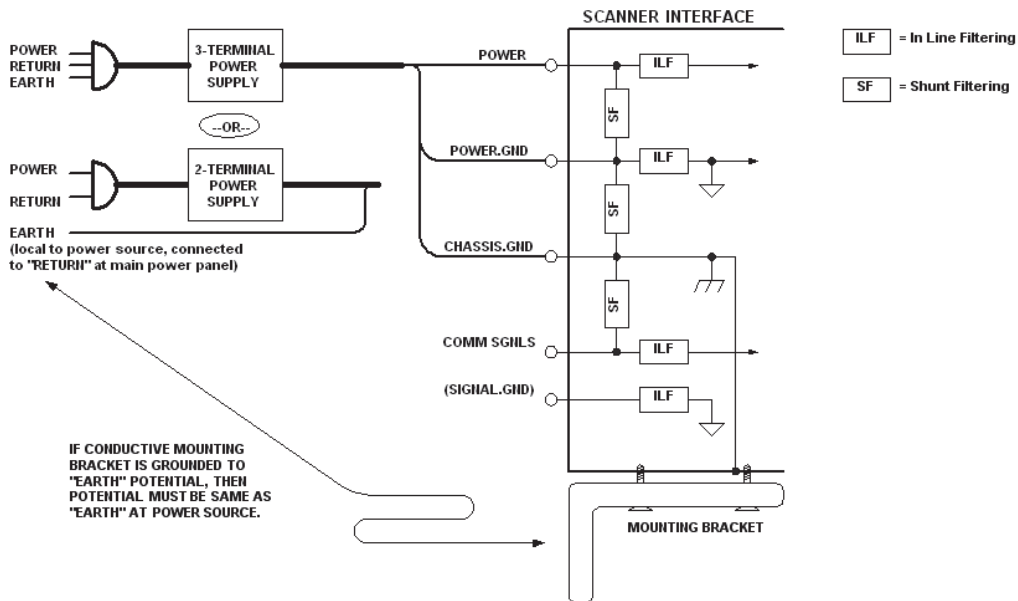 SCANNER INTERFACE
ILF = In Line Filtering
SF = Shunt Filtering
POWER
RETURN
EARTH
3-TERMINAL
POWER
SUPPLY
--OR--
POWER
RETURN
2-TERMINAL
POWER
SUPPLY
EARTH
(local to power source, connected
to "RETURN" at main power panel)
POWER
ILF
SF
POWER.GND
ILF
SF
CHASSIS.GND
SF
COMM SGNLS
ILF
(SIGNAL.GND)
ILF
IF CONDUCTIVE MOUNTING
BRACKET IS GROUNDED TO
"EARTH" POTENTIAL, THEN
POTENTIAL MUST BE SAME AS
"EARTH" AT POWER SOURCE.
MOUNTING BRACKET